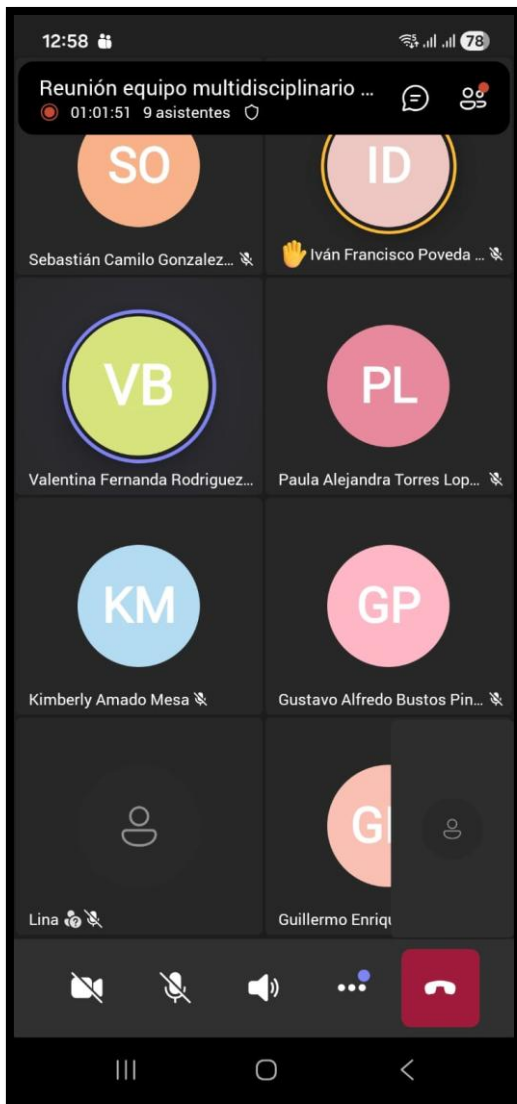 12:58 78
Reunión equipo multidisciplinario ...
01:01:51 9 asistentes
SO ID
Sebastián Camilo Gonzalez... Iván Francisco Poveda ...
VB PL
Valentina Fernanda Rodriguez... Paula Alejandra Torres Lop...
KM GP
Kimberly Amado Mesa Gustavo Alfredo Bustos Pin...
G
Lina Guillermo Enriq